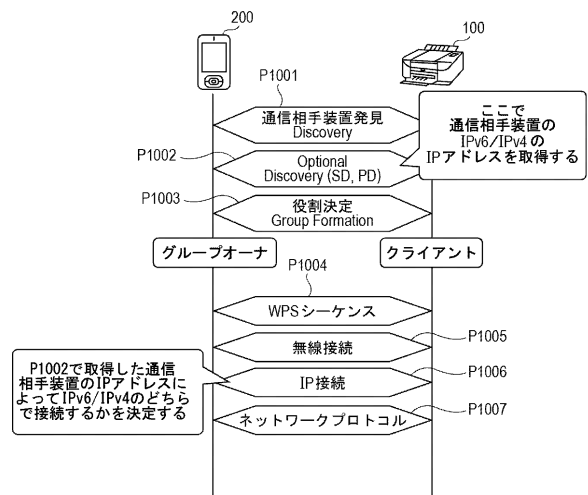 200
100
P1001
通信相手装置発見
Discovery
ここで
通信相手装置の
IPv6/IPv4の
IPアドレスを取得する
P1002
Optional
Discovery (SD, PD)
P1003
役割決定
Group Formation
グループオーナ
クライアント
P1004
WPSシーケンス
P1005
無線接続
P1002で取得した通信
相手装置のIPアドレスに
よってIPv6/IPv4のどちら
で接続するかを決定する
P1006
IP接続
P1007
ネットワークプロトコル